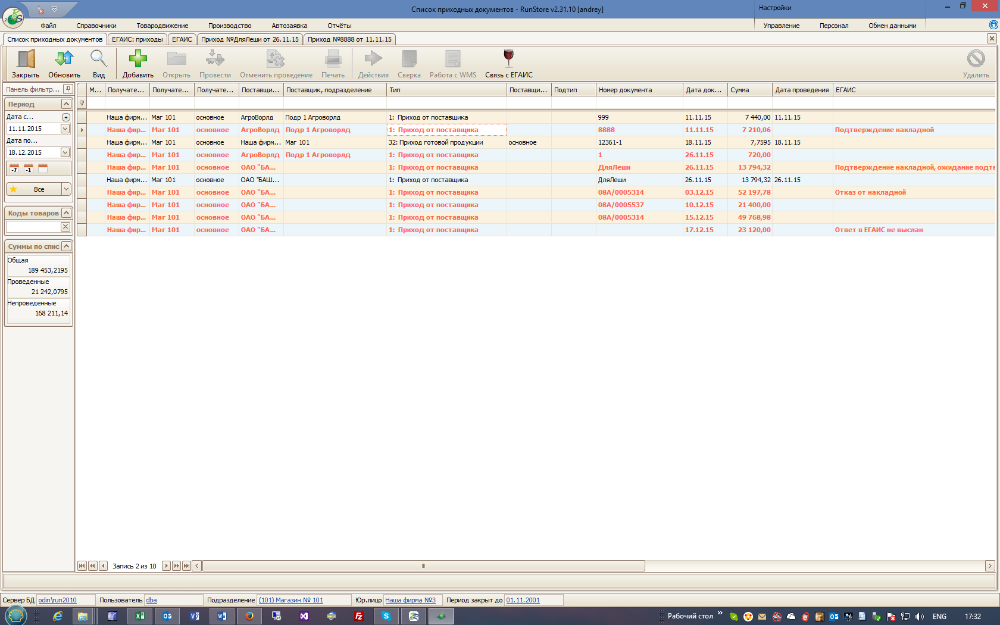 Список приходных документов - RunStore v2.31.10 [andrey]
Настройки
Файл Справочники Товародвижение Производство Автозаявка Отчёты Управление Персонал Обмен данными
Список приходных документов ЕГАИС: приходы ЕГАИС Приход №ДляЛеши от 26.11.15 Приход №8888 от 11.11.15
Закрыть Обновить Вид Добавить Открыть Провести Отменить проведение Печать Действия Сверка Работа с WMS Связь с ЕГАИС Удалить
Панель фильтр...
Период
Дата с...
11.11.2015
Дата по...
18.12.2015
-7 -1
Все
Коды товаров
Суммы по спис
Общая
189 453,2195
Проведенные
21 242,0795
Непроведенные
168 211,14
М... Получате... Получате... Получате... Поставщи... Поставщик, подразделение Тип Поставщи... Подтип Номер документа Дата док... Сумма Дата проведения ЕГАИС
Наша фирм... Маг 101 основное АгроВорлд Подр 1 Агроворлд 1: Приход от поставщика 999 11.11.15 7 440,00 11.11.15
Наша фир... Маг 101 основное АгроВорлд Подр 1 Агроворлд 1: Приход от поставщика 8888 11.11.15 7 210,06 Подтверждение накладной
Наша фирм... Маг 101 основное Наша фирм... Маг 101 32: Приход готовой продукции основное 12361-1 18.11.15 7,7595 18.11.15
Наша фир... Маг 101 основное АгроВорлд Подр 1 Агроворлд 1: Приход от поставщика 1 26.11.15 720,00
Наша фир... Маг 101 основное ОАО "БА... 1: Приход от поставщика ДляЛеши 26.11.15 13 794,32 Подтверждение накладной, ожидание подтв
Наша фирм... Маг 101 основное ОАО "БАШ... 1: Приход от поставщика ДляЛеши 26.11.15 13 794,32 26.11.15
Наша фир... Маг 101 основное ОАО "БА... 1: Приход от поставщика 08А/0005314 03.12.15 52 197,78 Отказ от накладной
Наша фир... Маг 101 основное ОАО "БА... 1: Приход от поставщика 08А/0005537 10.12.15 21 400,00
Наша фир... Маг 101 основное ОАО "БА... 1: Приход от поставщика 08А/0005314 15.12.15 49 768,98
Наша фир... Маг 101 основное ОАО "БА... 1: Приход от поставщика 17.12.15 23 120,00 Ответ в ЕГАИС не выслан
Запись 2 из 10
Сервер БД odin\run2010 Пользователь dba Подразделение (101) Магазин № 101 Юр.лицо Наша фирма №3 Период закрыт до 01.11.2001
Рабочий стол ENG 17:32